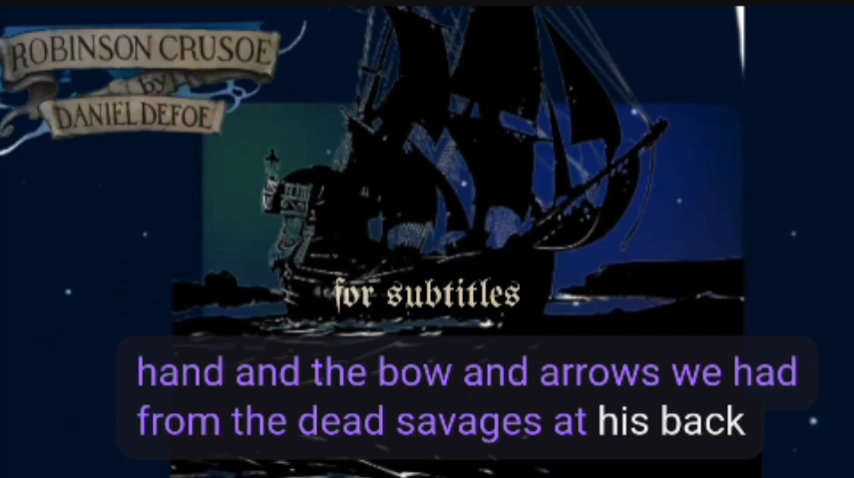 ROBINSON CRUSOE
by
DANIEL DEFOE
for subtitles
hand and the bow and arrows we had
from the dead savages at his back